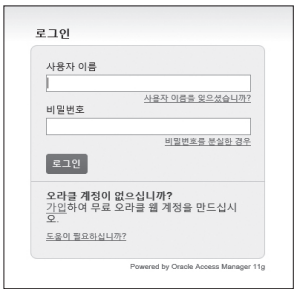 로그인
사용자 이름
사용자 이름을 잊으셨습니까?
비밀번호
비밀번호를 분실한 경우
로그인
오라클 계정이 없으십니까?
가입하여 무료 오라클 웹 계정을 만드십시
오.
도움이 필요하십니까?
Powered by Oracle Access Manager 11g